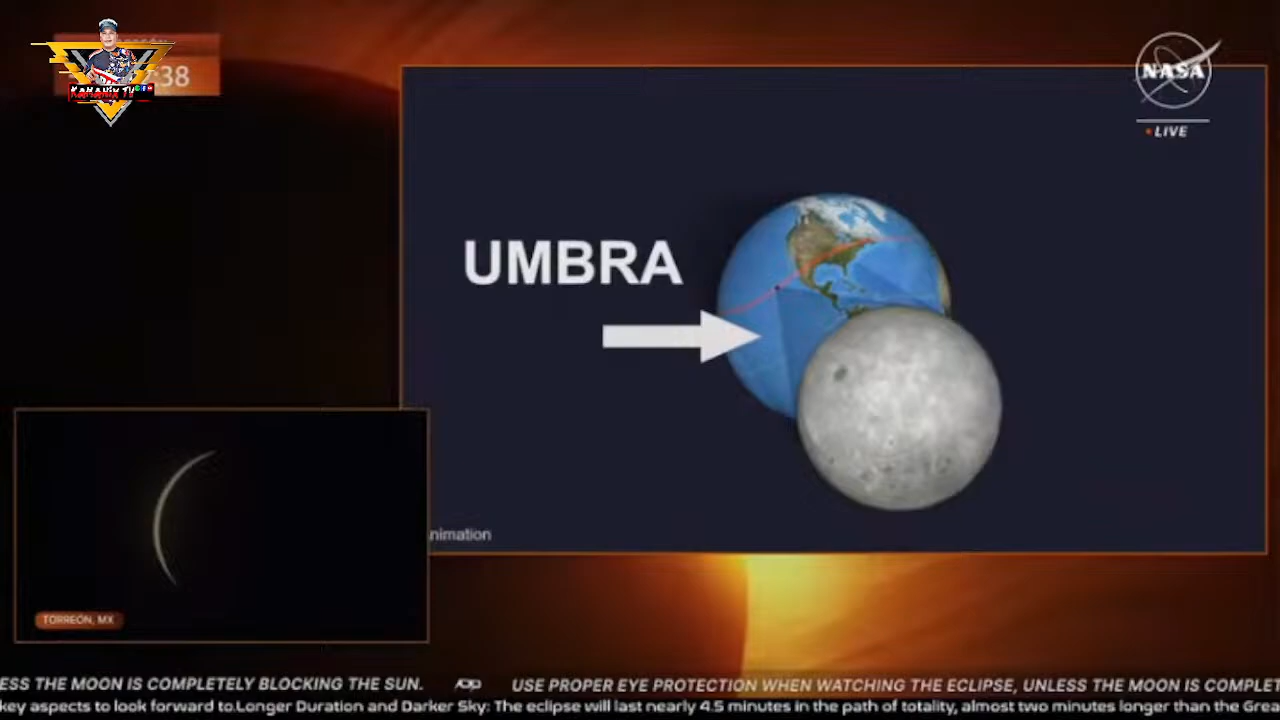 :38
KaHaNix TV
NASA
LIVE
UMBRA
nimation
TORREÓN, MX
ESS THE MOON IS COMPLETELY BLOCKING THE SUN. USE PROPER EYE PROTECTION WHEN WATCHING THE ECLIPSE, UNLESS THE MOON IS COMPLET
key aspects to look forward to.Longer Duration and Darker Sky: The eclipse will last nearly 4.5 minutes in the path of totality, almost two minutes longer than the Grea